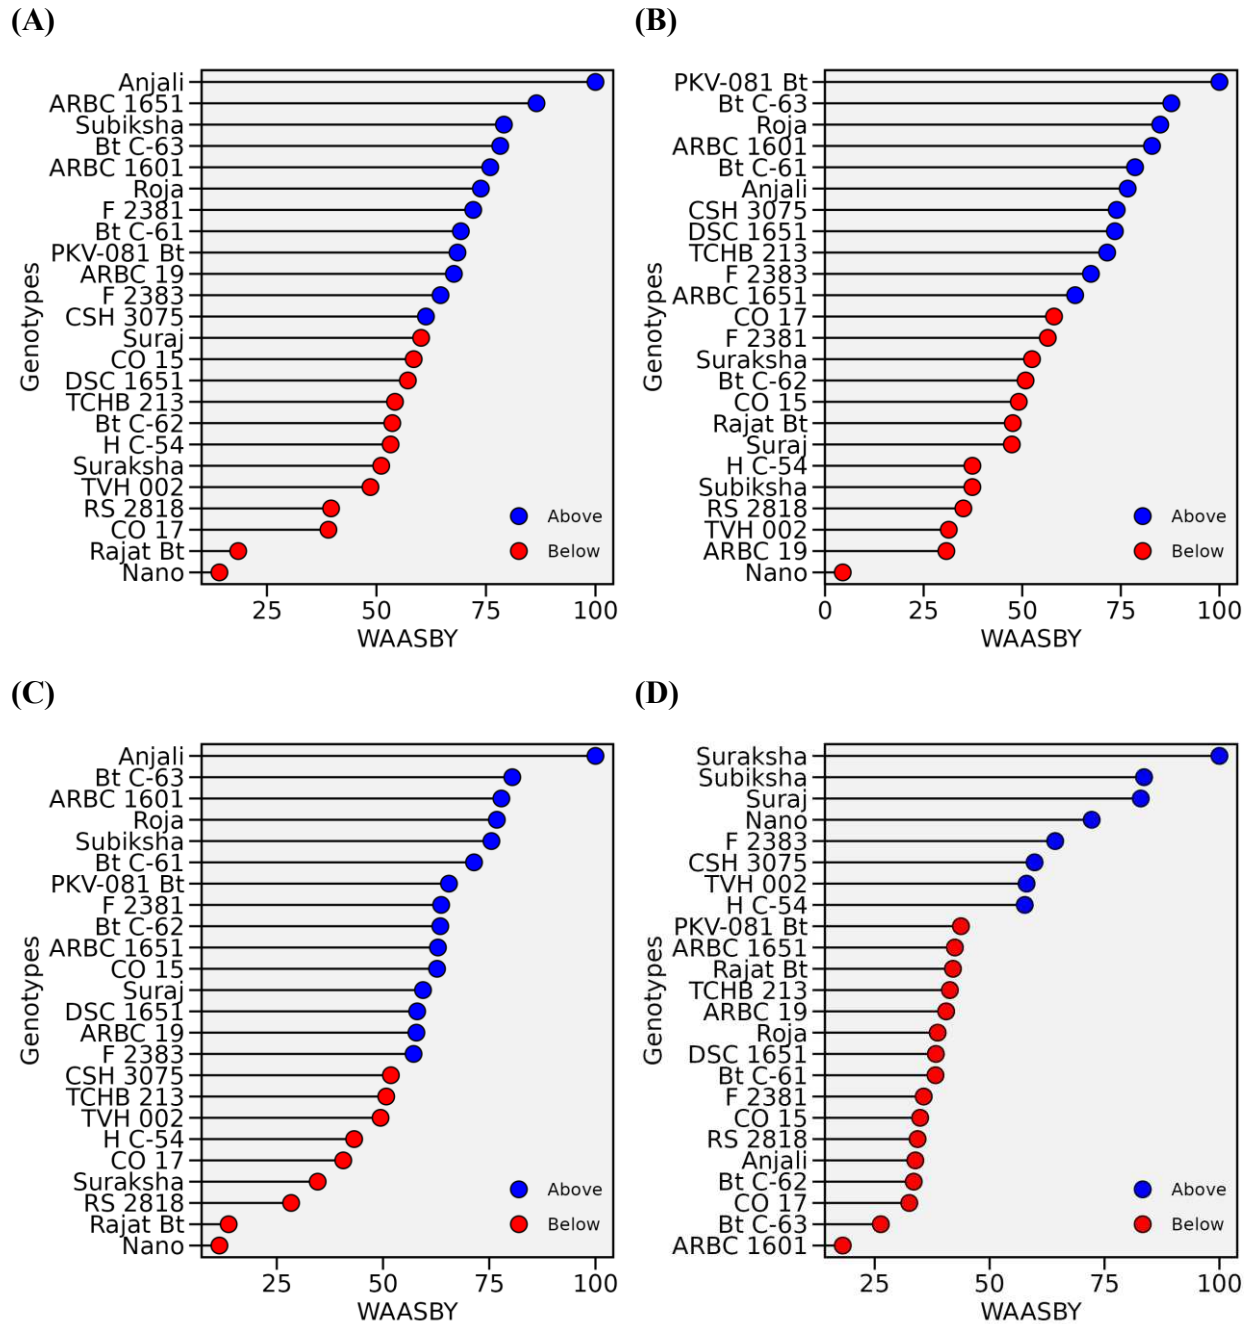 (A)
Genotypes
Anjali
ARBC 1651
Subiksha
Bt C-63
ARBC 1601
Roja
F 2381
Bt C-61
PKV-081 Bt
ARBC 19
F 2383
CSH 3075
Suraj
CO 15
DSC 1651
TCHB 213
Bt C-62
H C-54
Suraksha
TVH 002
RS 2818
CO 17
Rajat Bt
Nano
Above
Below
25 50 75 100
WAASBY
(B)
Genotypes
PKV-081 Bt
Bt C-63
Roja
ARBC 1601
Bt C-61
Anjali
CSH 3075
DSC 1651
TCHB 213
F 2383
ARBC 1651
CO 17
F 2381
Suraksha
Bt C-62
CO 15
Rajat Bt
Suraj
H C-54
Subiksha
RS 2818
TVH 002
ARBC 19
Nano
Above
Below
0 25 50 75 100
WAASBY
(C)
Genotypes
Anjali
Bt C-63
ARBC 1601
Roja
Subiksha
Bt C-61
PKV-081 Bt
F 2381
Bt C-62
ARBC 1651
CO 15
Suraj
DSC 1651
ARBC 19
F 2383
CSH 3075
TCHB 213
TVH 002
H C-54
CO 17
Suraksha
RS 2818
Rajat Bt
Nano
Above
Below
25 50 75 100
WAASBY
(D)
Genotypes
Suraksha
Subiksha
Suraj
Nano
F 2383
CSH 3075
TVH 002
H C-54
PKV-081 Bt
ARBC 1651
Rajat Bt
TCHB 213
ARBC 19
Roja
DSC 1651
Bt C-61
F 2381
CO 15
RS 2818
Anjali
Bt C-62
CO 17
Bt C-63
ARBC 1601
Above
Below
25 50 75 100
WAASBY